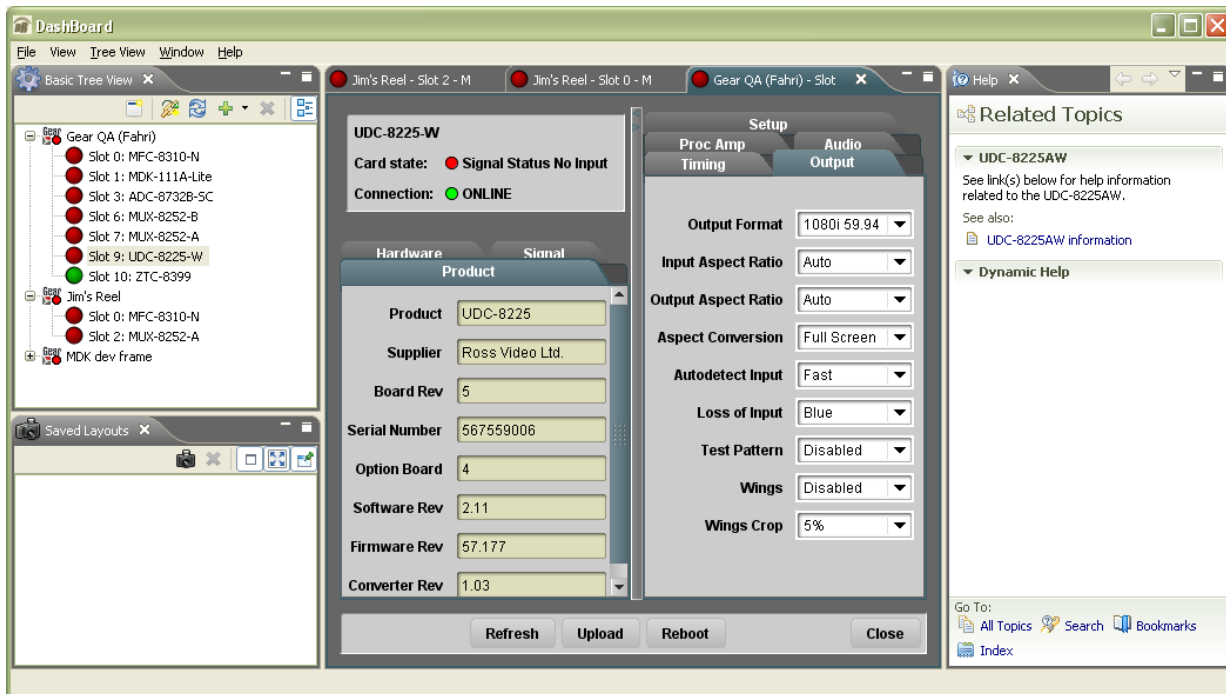 DashBoard
File View Tree View Window Help
Basic Tree View
Gear QA (Fahri)
Slot 0: MFC-8310-N
Slot 1: MDK-111A-Lite
Slot 3: ADC-8732B-SC
Slot 6: MUX-8252-B
Slot 7: MUX-8252-A
Slot 9: UDC-8225-W
Slot 10: ZTC-8399
Jim's Reel
Slot 0: MFC-8310-N
Slot 2: MUX-8252-A
MDK dev frame
Saved Layouts
Jim's Reel - Slot 2 - M
Jim's Reel - Slot 0 - M
Gear QA (Fahri) - Slot
UDC-8225-W
Card state: Signal Status No Input
Connection: ONLINE
Hardware
Signal
Product
Product UDC-8225
Supplier Ross Video Ltd.
Board Rev 5
Serial Number 567559006
Option Board 4
Software Rev 2.11
Firmware Rev 57.177
Converter Rev 1.03
Setup
Proc Amp
Audio
Timing
Output
Output Format 1080i 59.94
Input Aspect Ratio Auto
Output Aspect Ratio Auto
Aspect Conversion Full Screen
Autodetect Input Fast
Loss of Input Blue
Test Pattern Disabled
Wings Disabled
Wings Crop 5%
Refresh
Upload
Reboot
Close
Help
Related Topics
UDC-8225AW
See link(s) below for help information
related to the UDC-8225AW.
See also:
UDC-8225AW information
Dynamic Help
Go To:
All Topics Search Bookmarks
Index